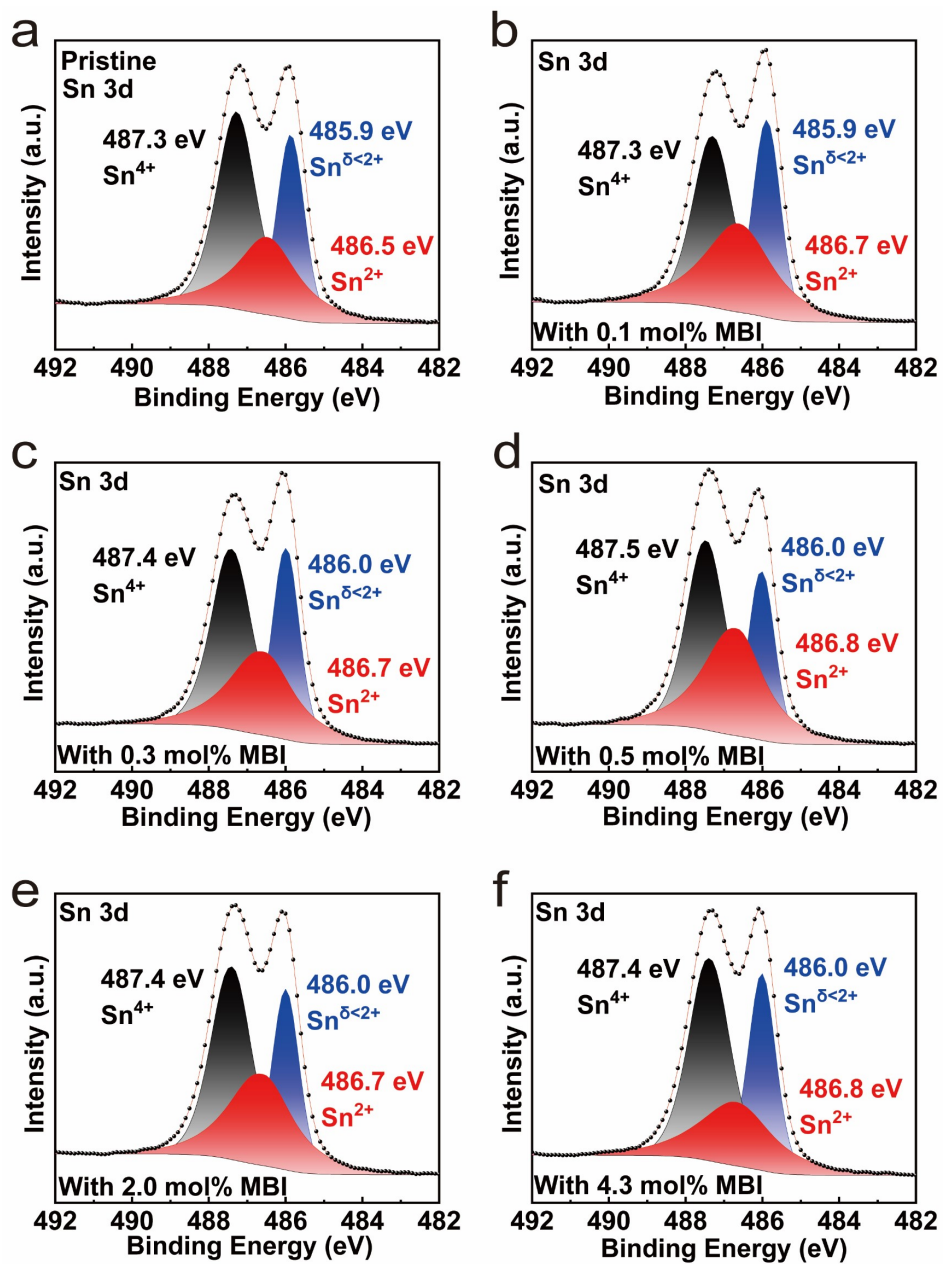 a
Pristine
Sn 3d
487.3 eV
Sn⁴⁺
485.9 eV
Sn^δ<2+
486.5 eV
Sn²⁺
Intensity (a.u.)
492 490 488 486 484 482
Binding Energy (eV)
b
Sn 3d
487.3 eV
Sn⁴⁺
485.9 eV
Sn^δ<2+
486.7 eV
Sn²⁺
With 0.1 mol% MBI
Intensity (a.u.)
492 490 488 486 484 482
Binding Energy (eV)
c
Sn 3d
487.4 eV
Sn⁴⁺
486.0 eV
Sn^δ<2+
486.7 eV
Sn²⁺
With 0.3 mol% MBI
Intensity (a.u.)
492 490 488 486 484 482
Binding Energy (eV)
d
Sn 3d
487.5 eV
Sn⁴⁺
486.0 eV
Sn^δ<2+
486.8 eV
Sn²⁺
With 0.5 mol% MBI
Intensity (a.u.)
492 490 488 486 484 482
Binding Energy (eV)
e
Sn 3d
487.4 eV
Sn⁴⁺
486.0 eV
Sn^δ<2+
486.7 eV
Sn²⁺
With 2.0 mol% MBI
Intensity (a.u.)
492 490 488 486 484 482
Binding Energy (eV)
f
Sn 3d
487.4 eV
Sn⁴⁺
486.0 eV
Sn^δ<2+
486.8 eV
Sn²⁺
With 4.3 mol% MBI
Intensity (a.u.)
492 490 488 486 484 482
Binding Energy (eV)